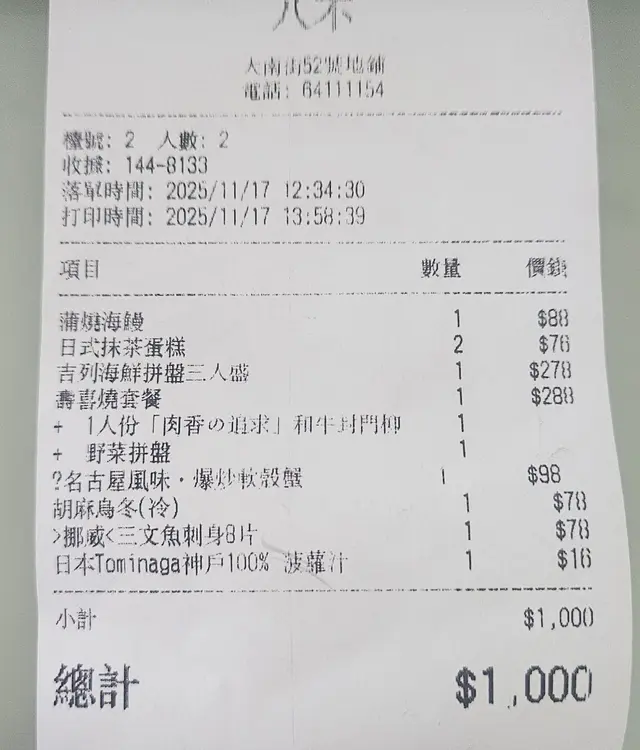 大南街52號地舖
電話: 64111154
檯號: 2 人數: 2
收據: 144-8133
落單時間: 2025/11/17 12:34:30
打印時間: 2025/11/17 13:58:39
項目 數量 價錢
蒲燒海鰻 1 $88
日式抹茶蛋糕 2 $76
吉列海鮮拼盤三人盛 1 $278
壽喜燒套餐 1 $288
+ 1人份「肉香の追求」和牛封門柳 1
+ 野菜拼盤 1
?名古屋風味·爆炒軟殼蟹 1 $98
胡麻烏冬(冷) 1 $78
>挪威<三文魚刺身8片 1 $78
日本Tominaga神戶100% 菠蘿汁 1 $16
小計 $1,000
總計 $1,000